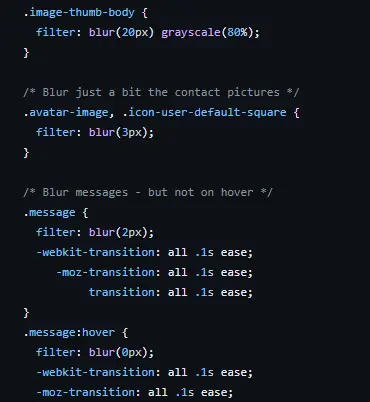 .image-thumb-body {
filter: blur(20px) grayscale(80%);
}
/* Blur just a bit the contact pictures */
.avatar-image, .icon-user-default-square {
filter: blur(3px);
}
/* Blur messages - but not on hover */
.message {
filter: blur(2px);
-webkit-transition: all .1s ease;
-moz-transition: all .1s ease;
transition: all .1s ease;
}
.message:hover {
filter: blur(0px);
-webkit-transition: all .1s ease;
-moz-transition: all .1s ease;